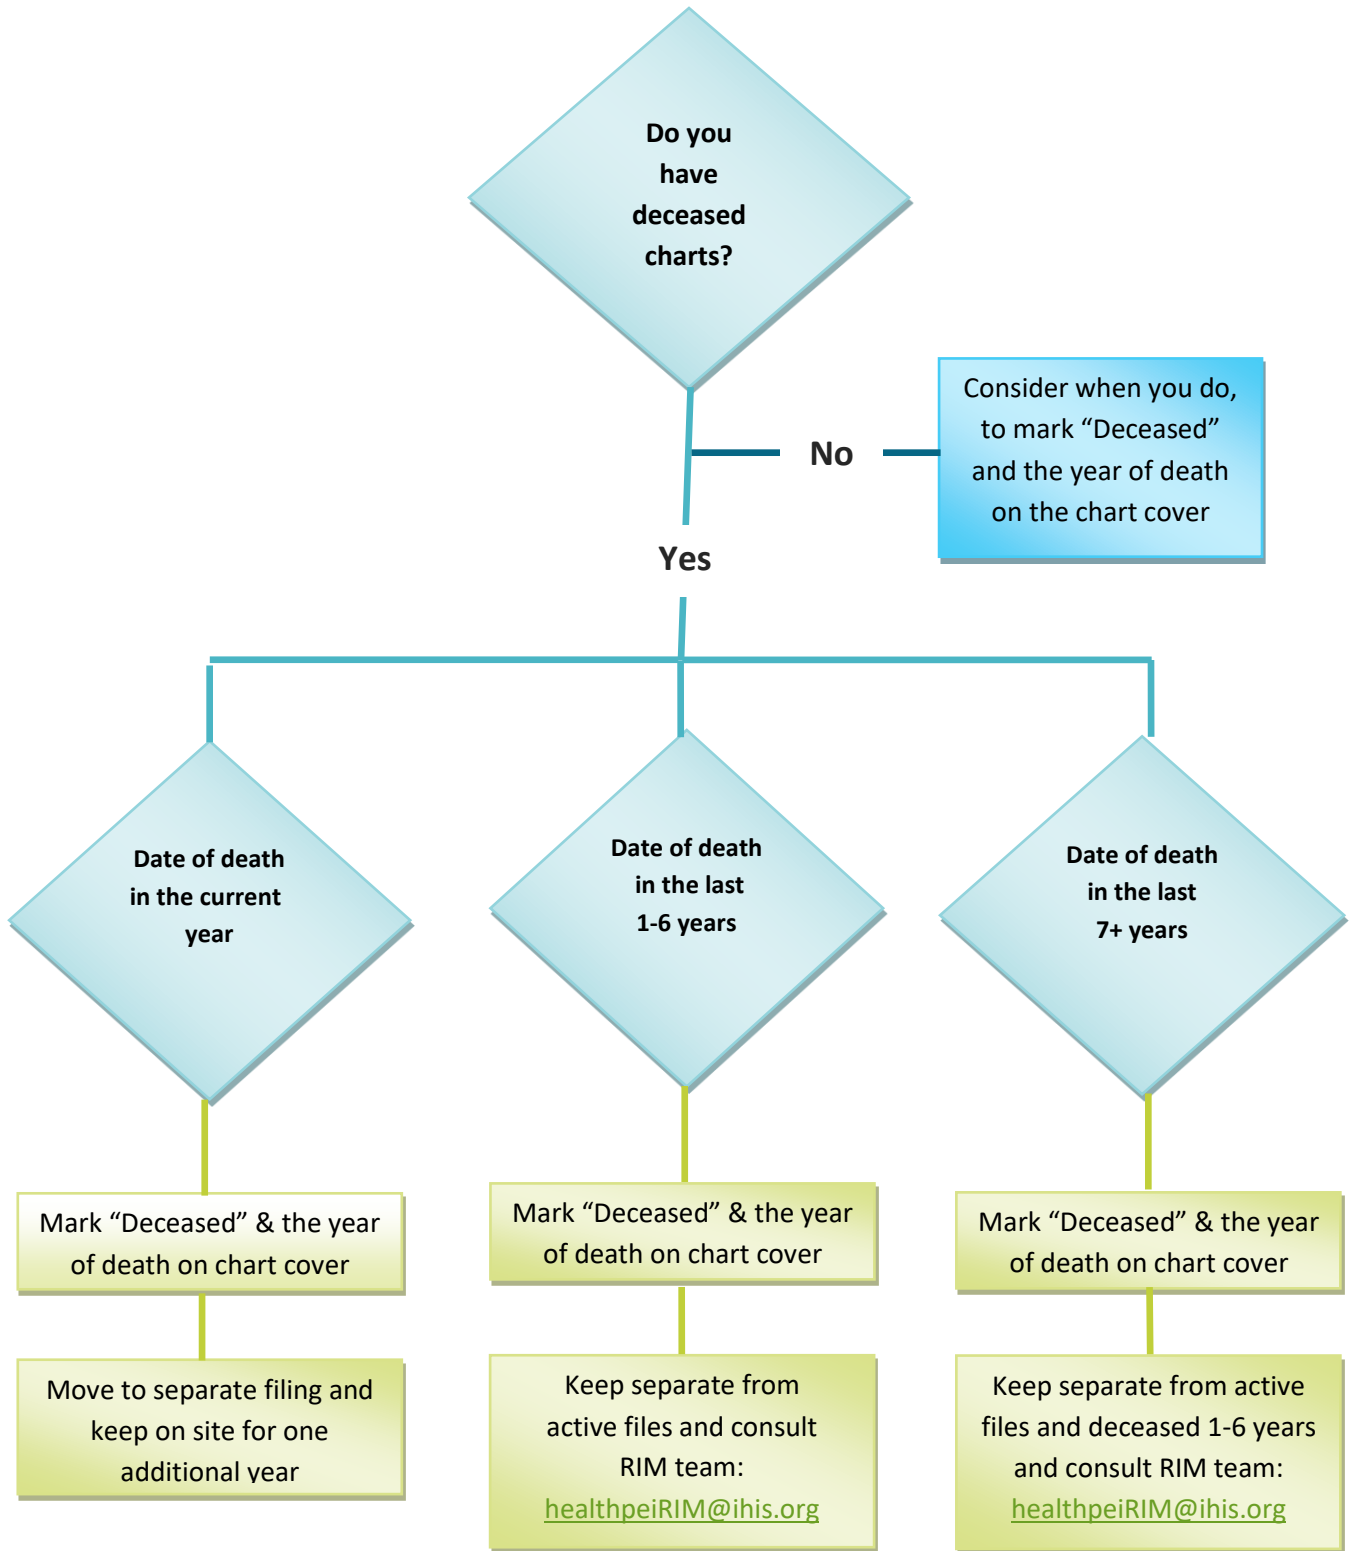 Do you
have
deceased
charts?
Consider when you do,
to mark “Deceased”
and the year of death
on the chart cover
No
Yes
Date of death
in the current
year
Date of death
in the last
1-6 years
Date of death
in the last
7+ years
Mark “Deceased” & the year
of death on chart cover
Mark “Deceased” & the year
of death on chart cover
Mark “Deceased” & the year
of death on chart cover
Move to separate filing and
keep on site for one
additional year
Keep separate from
active files and consult
RIM team:
healthpeiRIM@ihis.org
Keep separate from active
files and deceased 1-6 years
and consult RIM team:
healthpeiRIM@ihis.org